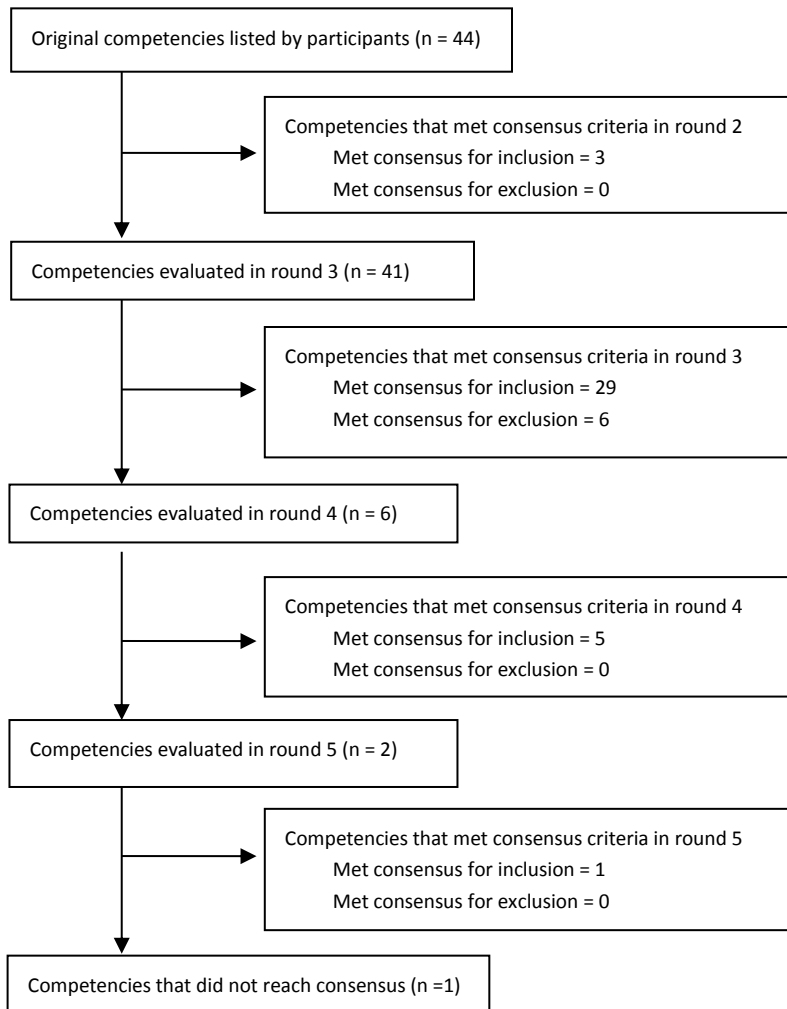 Original competencies listed by participants (n = 44)
Competencies that met consensus criteria in round 2
Met consensus for inclusion = 3
Met consensus for exclusion = 0
Competencies evaluated in round 3 (n = 41)
Competencies that met consensus criteria in round 3
Met consensus for inclusion = 29
Met consensus for exclusion = 6
Competencies evaluated in round 4 (n = 6)
Competencies that met consensus criteria in round 4
Met consensus for inclusion = 5
Met consensus for exclusion = 0
Competencies evaluated in round 5 (n = 2)
Competencies that met consensus criteria in round 5
Met consensus for inclusion = 1
Met consensus for exclusion = 0
Competencies that did not reach consensus (n =1)